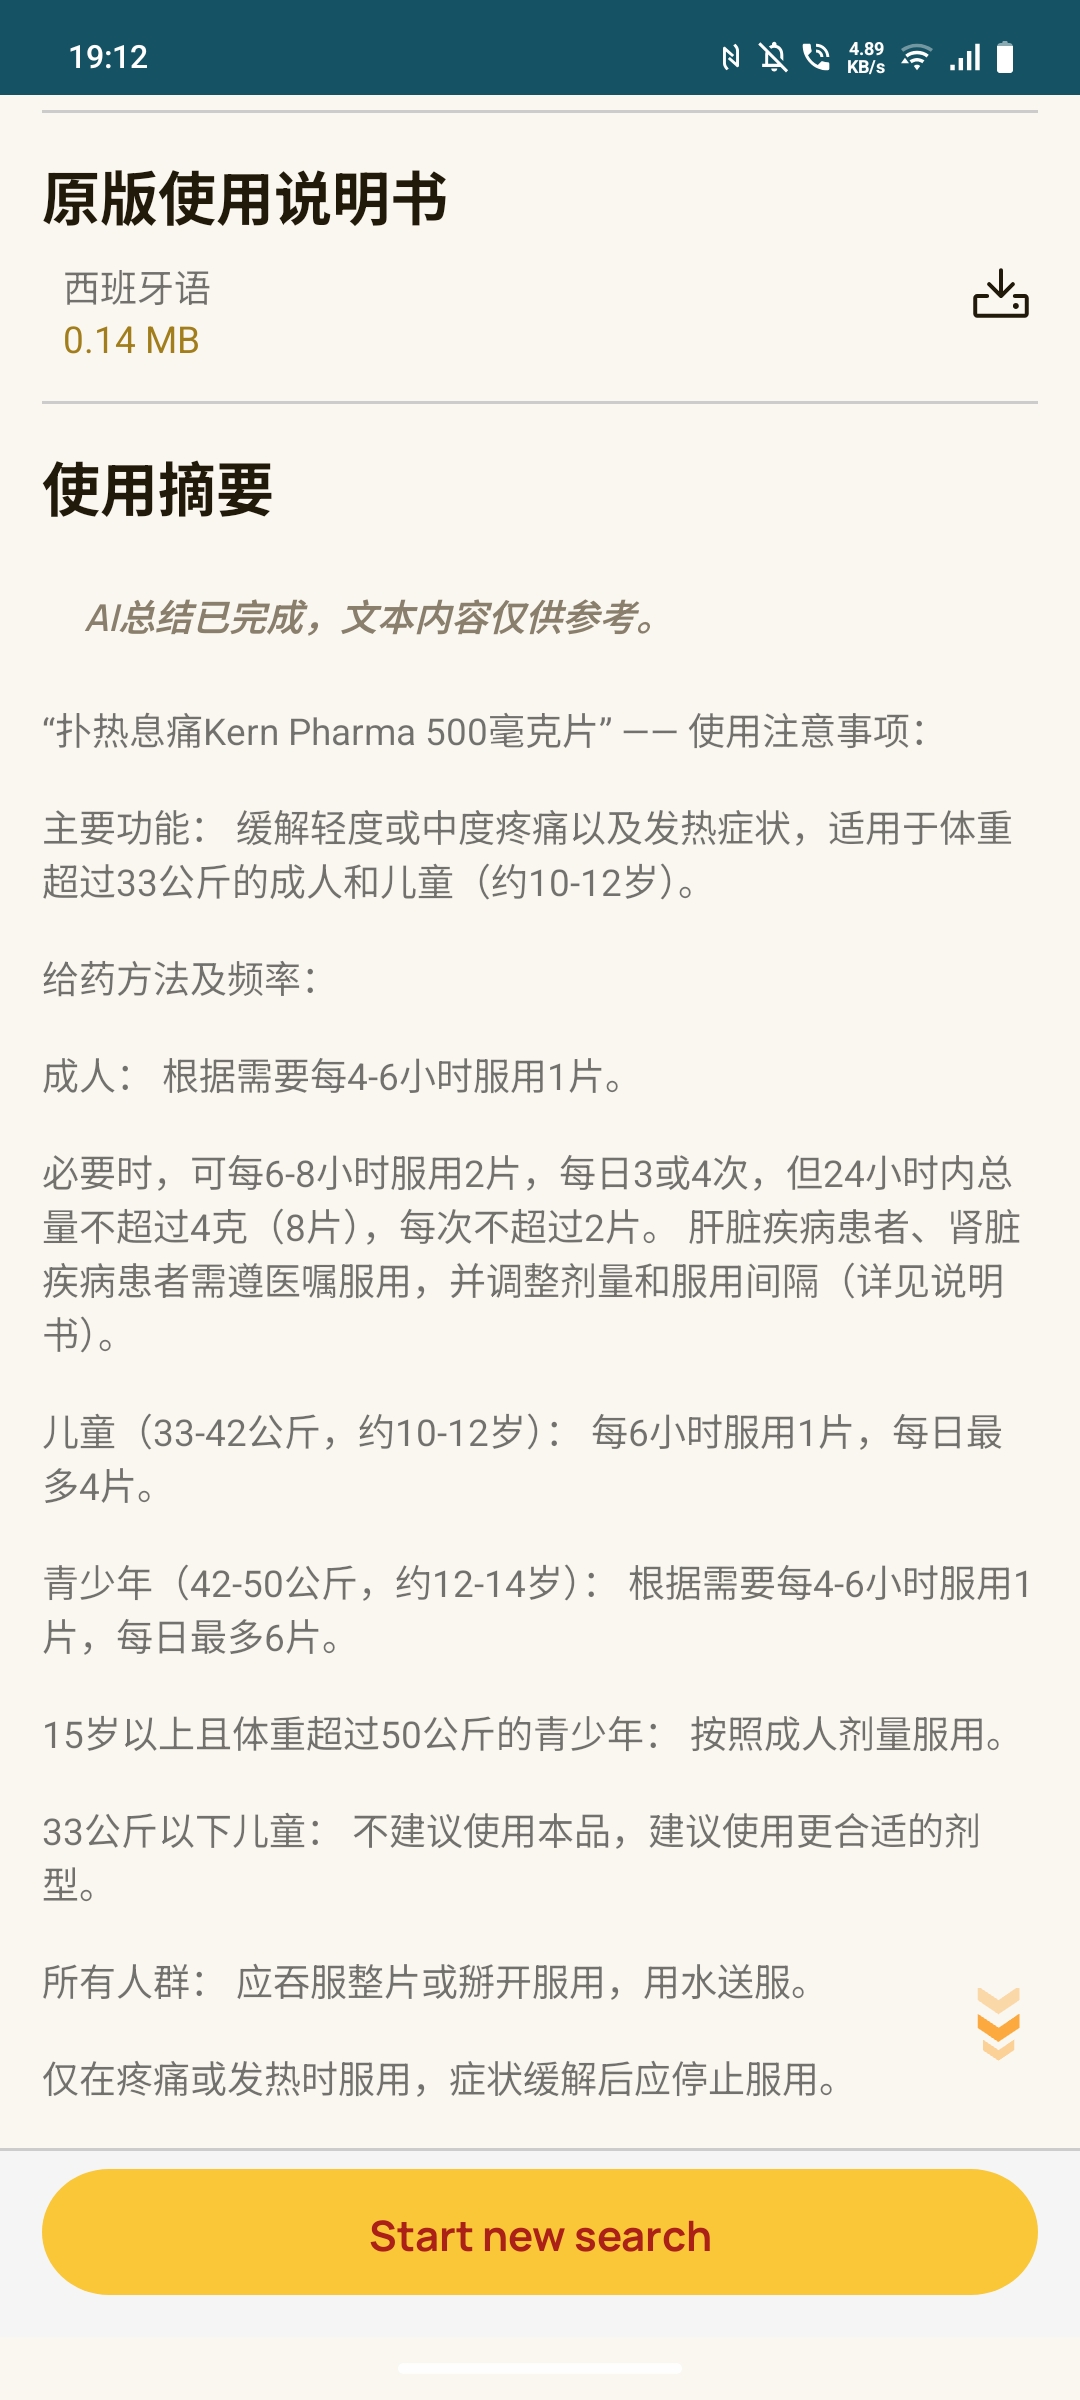 19:12
4.89
KB/s
原版使用说明书
西班牙语
0.14 MB
使用摘要
AI总结已完成，文本内容仅供参考。
“扑热息痛Kern Pharma 500毫克片” —— 使用注意事项：
主要功能： 缓解轻度或中度疼痛以及发热症状，适用于体重
超过33公斤的成人和儿童（约10-12岁）。
给药方法及频率：
成人： 根据需要每4-6小时服用1片。
必要时，可每6-8小时服用2片，每日3或4次，但24小时内总
量不超过4克（8片），每次不超过2片。 肝脏疾病患者、肾脏
疾病患者需遵医嘱服用，并调整剂量和服用间隔（详见说明
书）。
儿童（33-42公斤，约10-12岁）： 每6小时服用1片，每日最
多4片。
青少年（42-50公斤，约12-14岁）： 根据需要每4-6小时服用1
片，每日最多6片。
15岁以上且体重超过50公斤的青少年： 按照成人剂量服用。
33公斤以下儿童： 不建议使用本品，建议使用更合适的剂
型。
所有人群： 应吞服整片或掰开服用，用水送服。
仅在疼痛或发热时服用，症状缓解后应停止服用。
Start new search